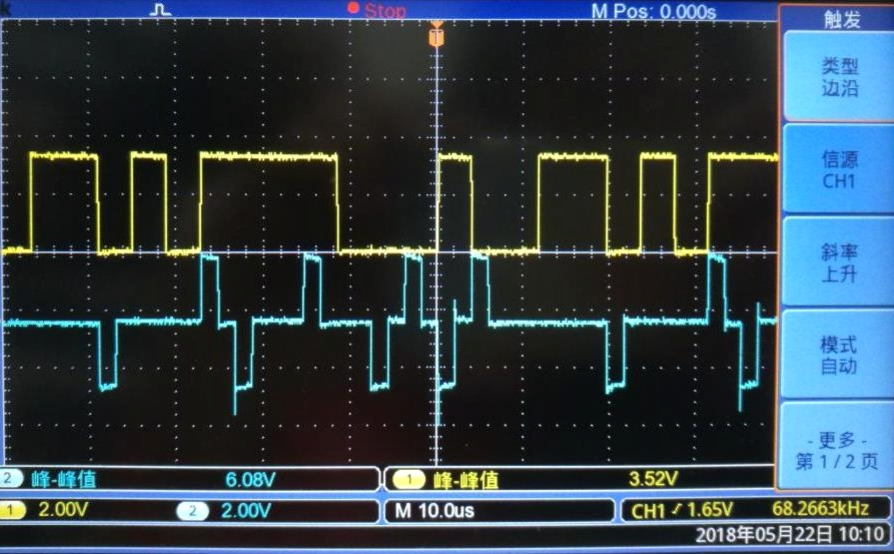 Stop M Pos: 0.000s
T
触发
类型
边沿
信源
CH1
斜率
上升
模式
自动
- 更多 -
第 1 / 2 页
2 峰-峰值 6.08V 1 峰-峰值 3.52V
1 2.00V 2 2.00V M 10.0us CH1 1.65V 68.2663kHz
2018年05月22日 10:10